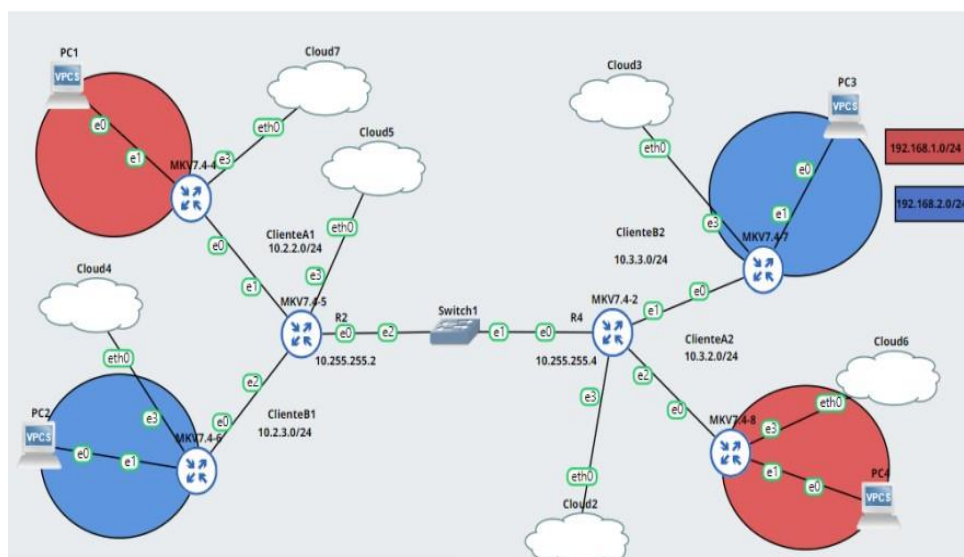 PC1
VPCS
e0
e1
MKV7.4-4
e3
eth0
Cloud7
e0
e1
Cloud5
eth0
e3
ClienteA1
10.2.2.0/24
MKV7.4-5
R2
e0
10.255.255.2
e2
e2
Switch1
e1
Cloud4
eth0
e3
PC2
VPCS
e0
e1
MKV7.4-6
e0
ClienteB1
10.2.3.0/24
Cloud3
eth0
e3
PC3
VPCS
e0
e1
MKV7.4-7
ClienteB2
10.3.3.0/24
e0
e1
MKV7.4-2
R4
e0
10.255.255.4
ClienteA2
10.3.2.0/24
e2
e0
e3
eth0
Cloud2
Cloud6
eth0
e3
MKV7.4-8
e1
e0
PC4
VPCS
192.168.1.0/24
192.168.2.0/24